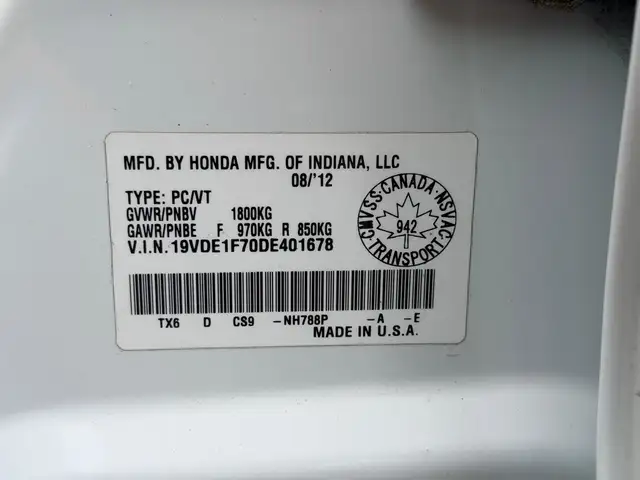 MFD. BY HONDA MFG. OF INDIANA, LLC
08/'12
TYPE: PC/VT
GVWR/PNBV 1800KG
GAWR/PNBE F 970KG R 850KG
V.I.N.19VDE1F70DE401678
CMVSS·CANADA·NSVAC
942
TRANSPORT
TX6 D CS9 -NH788P -A -E
MADE IN U.S.A.